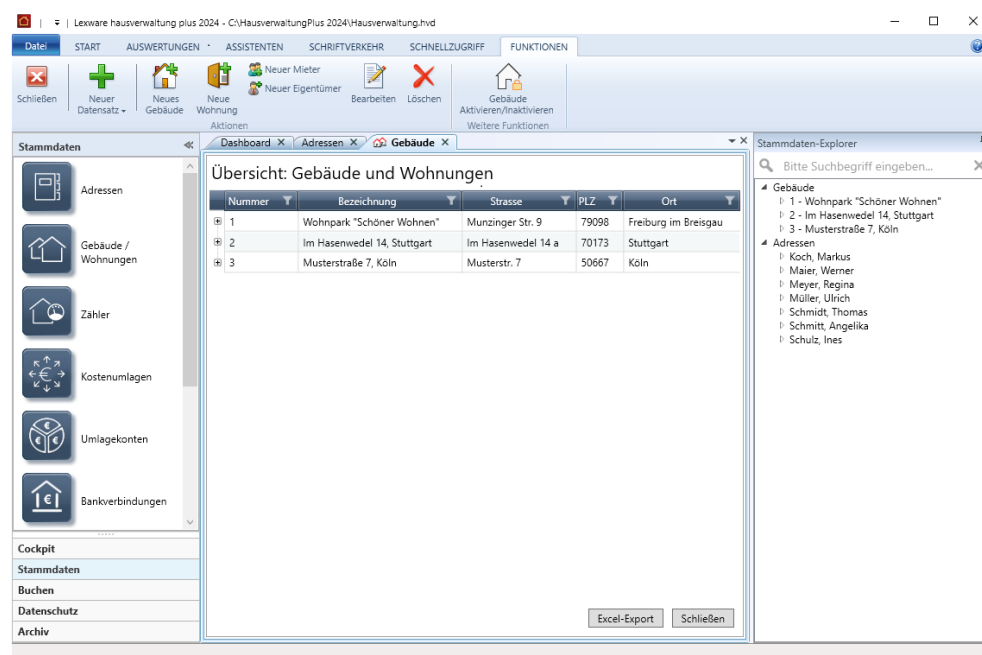 Lexware hausverwaltung plus 2024 - C:\HausverwaltungPlus 2024\Hausverwaltung.hvd
Datei START AUSWERTUNGEN ASSISTENTEN SCHRIFTVERKEHR SCHNELLZUGRIFF FUNKTIONEN
Schließen
Neuer Datensatz
Neues Gebäude
Neue Wohnung
Neuer Mieter
Neuer Eigentümer
Bearbeiten
Löschen
Gebäude Aktivieren/Inaktivieren
Aktionen
Weitere Funktionen
Stammdaten
Adressen
Gebäude /
Wohnungen
Zähler
Kostenumlagen
Umlagekonten
Bankverbindungen
Cockpit
Stammdaten
Buchen
Datenschutz
Archiv
Dashboard X Adressen X Gebäude X
Übersicht: Gebäude und Wohnungen
Nummer Bezeichnung Strasse PLZ Ort
1 Wohnpark "Schöner Wohnen" Munzinger Str. 9 79098 Freiburg im Breisgau
2 Im Hasenwedel 14, Stuttgart Im Hasenwedel 14 a 70173 Stuttgart
3 Musterstraße 7, Köln Musterstr. 7 50667 Köln
Excel-Export Schließen
Stammdaten-Explorer
Bitte Suchbegriff eingeben...
Gebäude
1 - Wohnpark "Schöner Wohnen"
2 - Im Hasenwedel 14, Stuttgart
3 - Musterstraße 7, Köln
Adressen
Koch, Markus
Maier, Werner
Meyer, Regina
Müller, Ulrich
Schmidt, Thomas
Schmitt, Angelika
Schulz, Ines